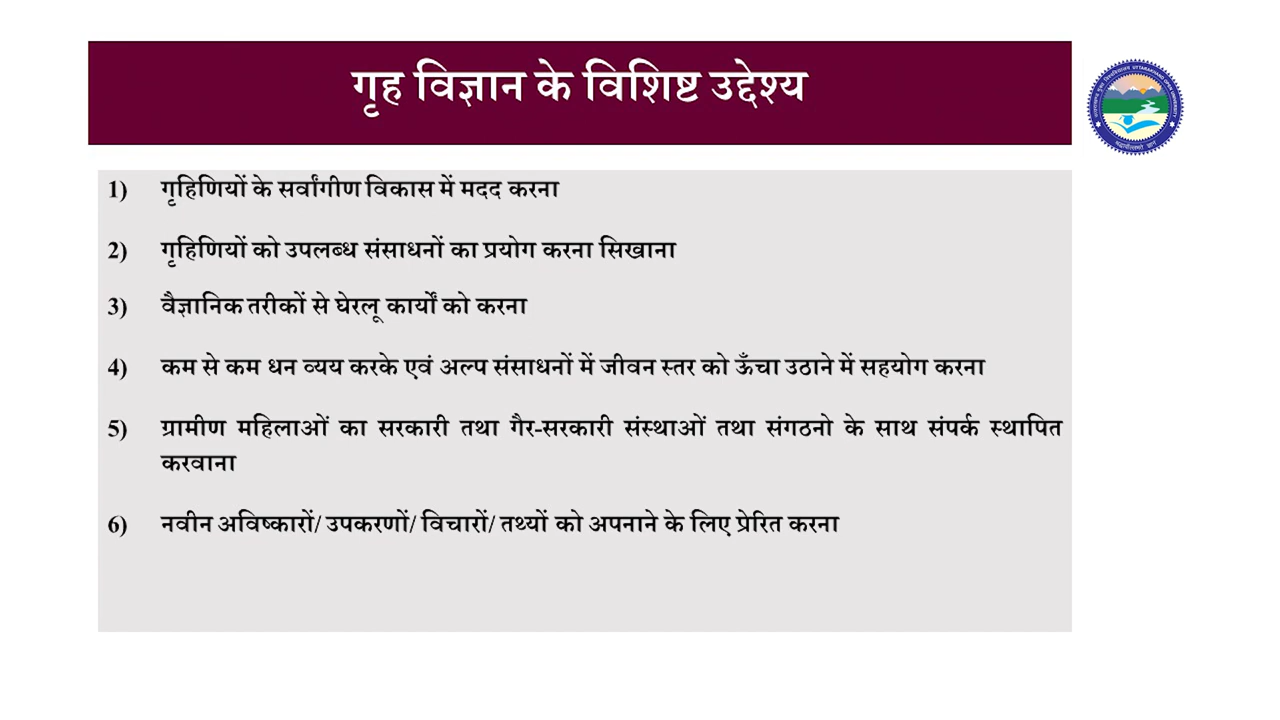 गृह विज्ञान के विशिष्ट उद्देश्य
1) गृहिणियों के सर्वांगीण विकास में मदद करना
2) गृहिणियों को उपलब्ध संसाधनों का प्रयोग करना सिखाना
3) वैज्ञानिक तरीकों से घेरलू कार्यों को करना
4) कम से कम धन व्यय करके एवं अल्प संसाधनों में जीवन स्तर को ऊँचा उठाने में सहयोग करना
5) ग्रामीण महिलाओं का सरकारी तथा गैर-सरकारी संस्थाओं तथा संगठनो के साथ संपर्क स्थापित
करवाना
6) नवीन अविष्कारों/ उपकरणों/ विचारों/ तथ्यों को अपनाने के लिए प्रेरित करना